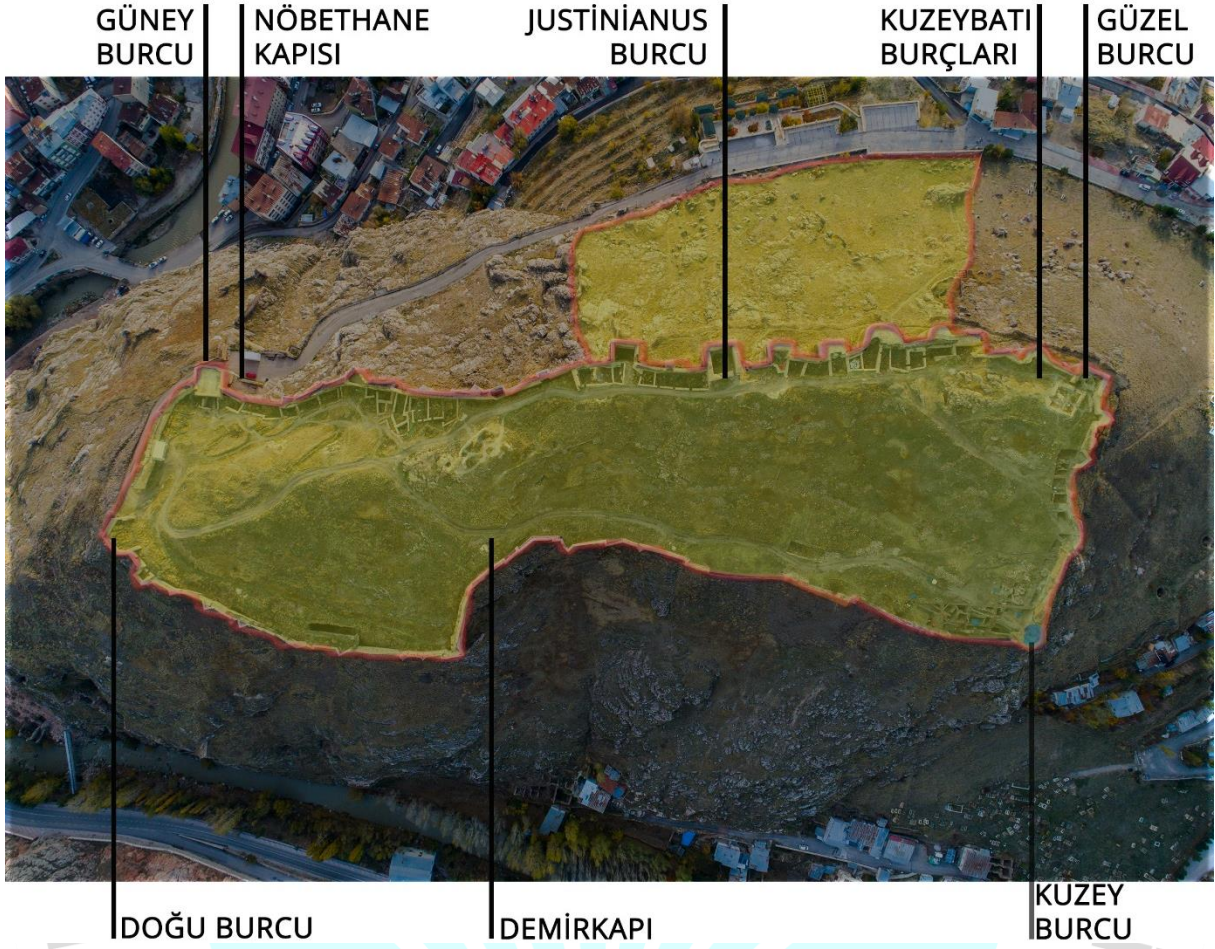 GÜNEY
BURCU
NÖBETHANE
KAPISI
JUSTİNİANUS
BURCU
KUZEYBATI
BURÇLARI
GÜZEL
BURCU
DOĞU BURCU
DEMİRKAPI
KUZEY
BURCU